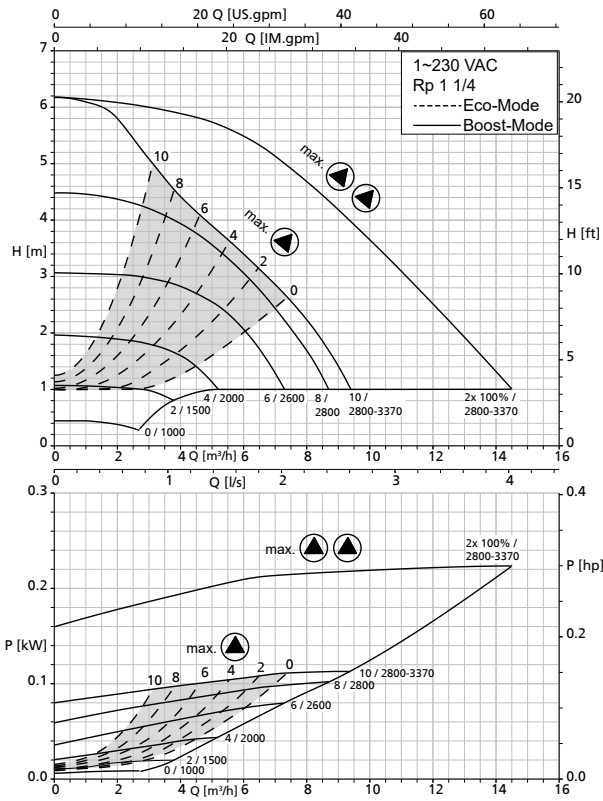 0 20 Q [US.gpm] 40 60
0 20 Q [IM.gpm] 40
7
6
5
4
3
2
1
0
H [m]
1~230 VAC
Rp 1 1/4
Eco-Mode
Boost-Mode
20
15
10
5
0
H [ft]
max.
max.
10
8
6
4
2
0
0 / 1000
2 / 1500
4 / 2000
6 / 2600
8 /
2800
10 /
2800-3370
2x 100% /
2800-3370
0 2 4 Q [m³/h] 6 8 10 12 14 16
0 1 Q [l/s] 2 3 4
0.3
0.2
0.1
0.0
P [kW]
0.4
0.2
0.0
P [hp]
2x 100% /
2800-3370
max.
max.
10 8 6 4 2 0
10 / 2800-3370
8 / 2800
6 / 2600
4 / 2000
2 / 1500
0 / 1000
0 2 4 Q [m³/h] 6 8 10 12 14 16